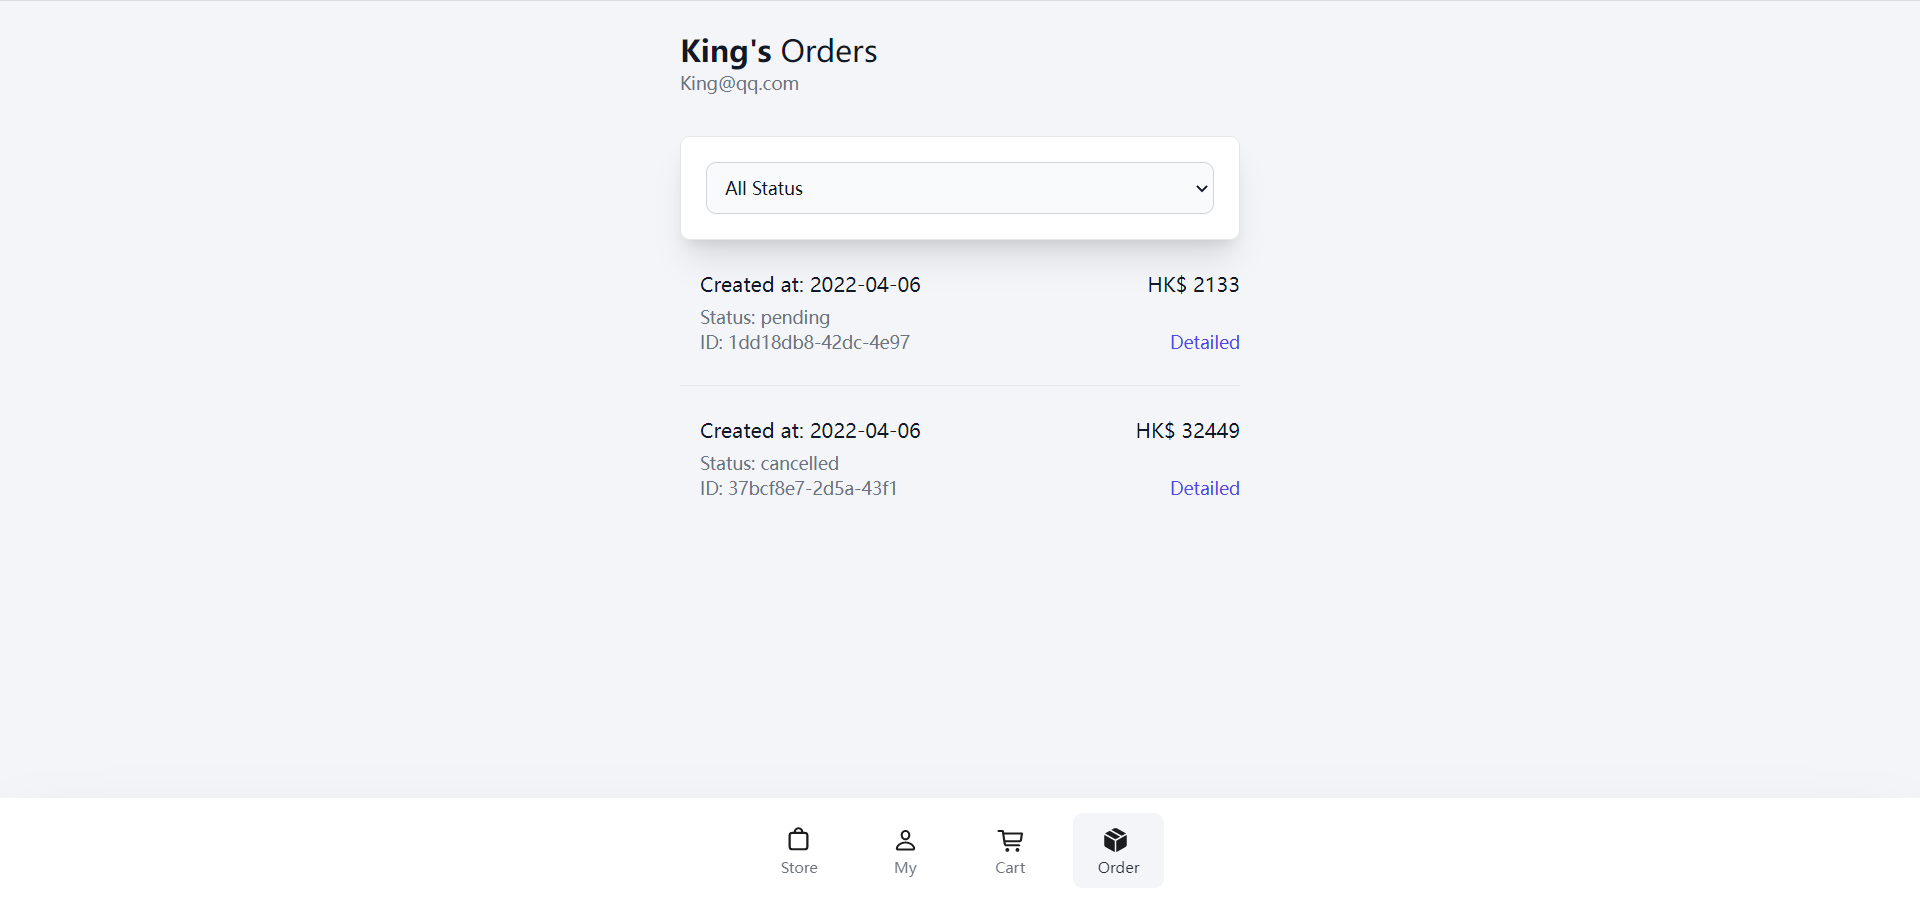 King's Orders
King@qq.com
All Status
Created at: 2022-04-06 HK$ 2133
Status: pending
ID: 1dd18db8-42dc-4e97 Detailed
Created at: 2022-04-06 HK$ 32449
Status: cancelled
ID: 37bcf8e7-2d5a-43f1 Detailed
Store My Cart Order